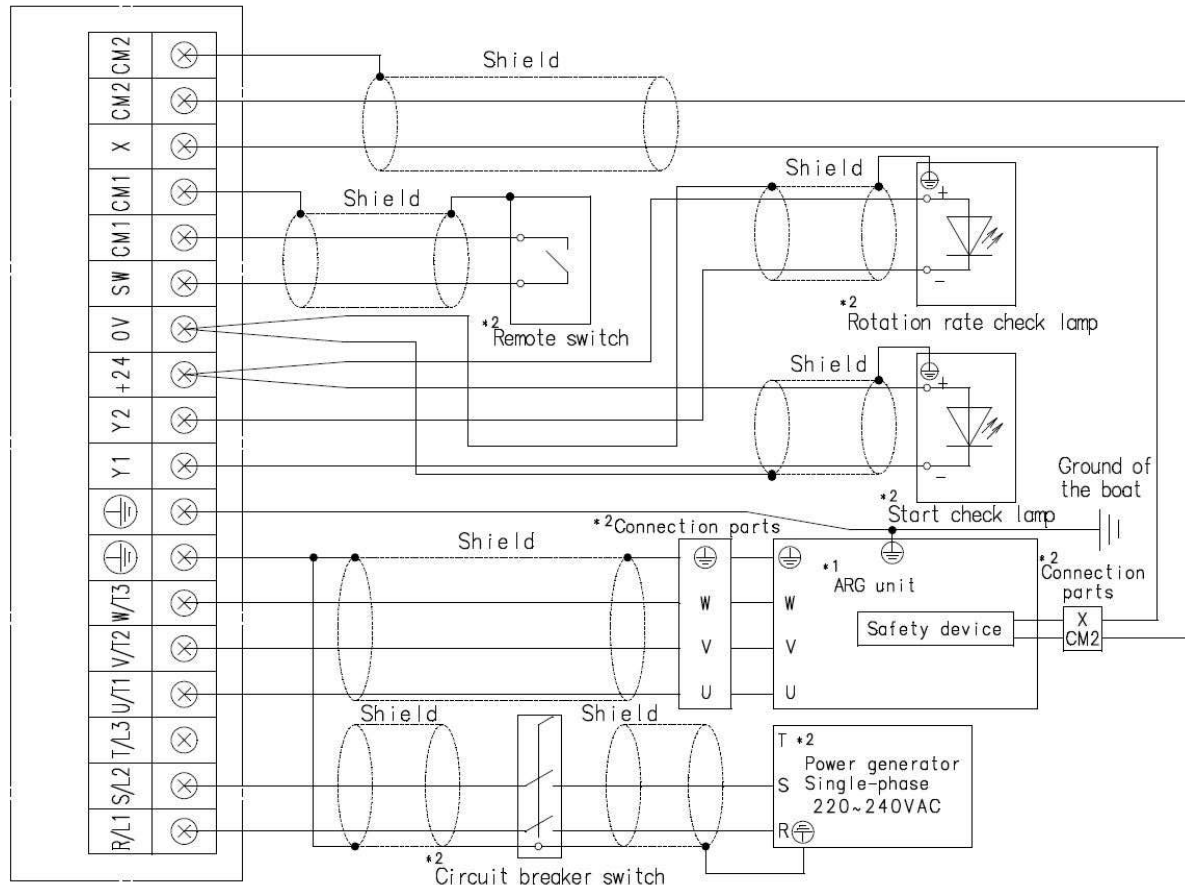 CM2
CM2
X
CM1
CM1
SW
0V
+24
Y2
Y1
W/T3
V/T2
U/T1
T/L3
S/L2
R/L1
Shield
Shield
*2
Remote switch
Shield
+
−
*2
Rotation rate check lamp
Shield
+
−
*2
Start check lamp
Ground of
the boat
Shield
*2Connection parts
W
V
U
*1
ARG unit
W
V
U
Safety device
*2
Connection
parts
X
CM2
Shield
Shield
*2
Circuit breaker switch
T *2
Power generator
S Single-phase
220~240VAC
R